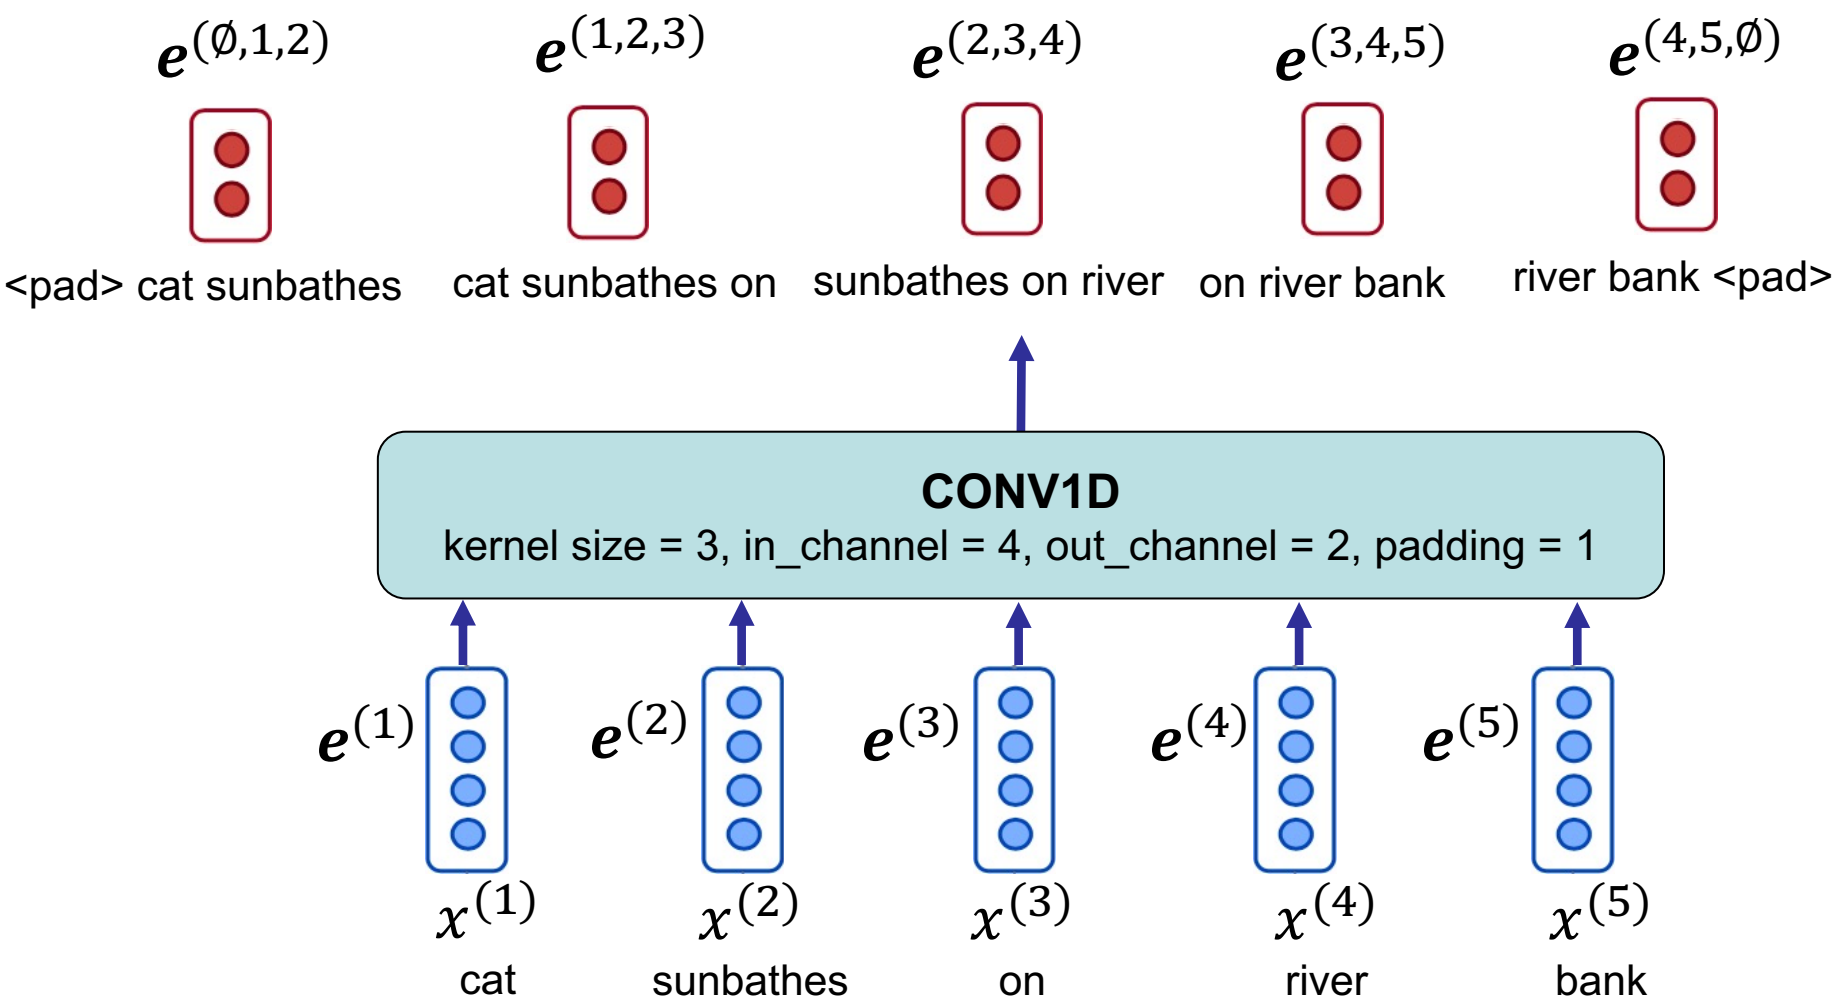 e^(∅,1,2) e^(1,2,3) e^(2,3,4) e^(3,4,5) e^(4,5,∅)
<pad> cat sunbathes cat sunbathes on sunbathes on river on river bank river bank <pad>
CONV1D
kernel size = 3, in_channel = 4, out_channel = 2, padding = 1
e^(1) e^(2) e^(3) e^(4) e^(5)
x^(1) x^(2) x^(3) x^(4) x^(5)
cat sunbathes on river bank